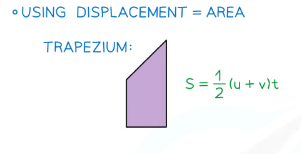 ° USING DISPLACEMENT = AREA
TRAPEZIUM:
S = 1/2 (u + v)t